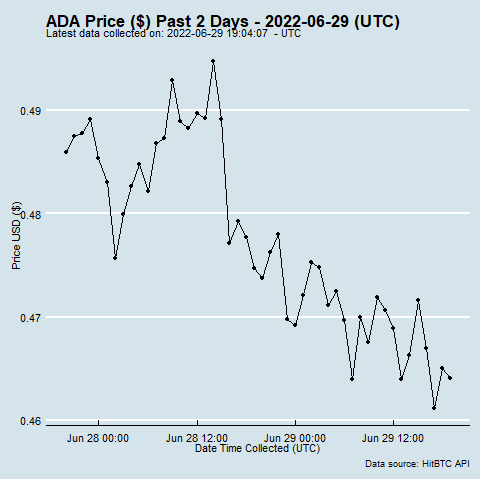 ADA Price ($) Past 2 Days - 2022-06-29 (UTC)
Latest data collected on: 2022-06-29 19:04:07  - UTC
0.49
0.48
0.47
0.46
Price USD ($)
Jun 28 00:00
Jun 28 12:00
Jun 29 00:00
Jun 29 12:00
Date Time Collected (UTC)
Data source: HitBTC API